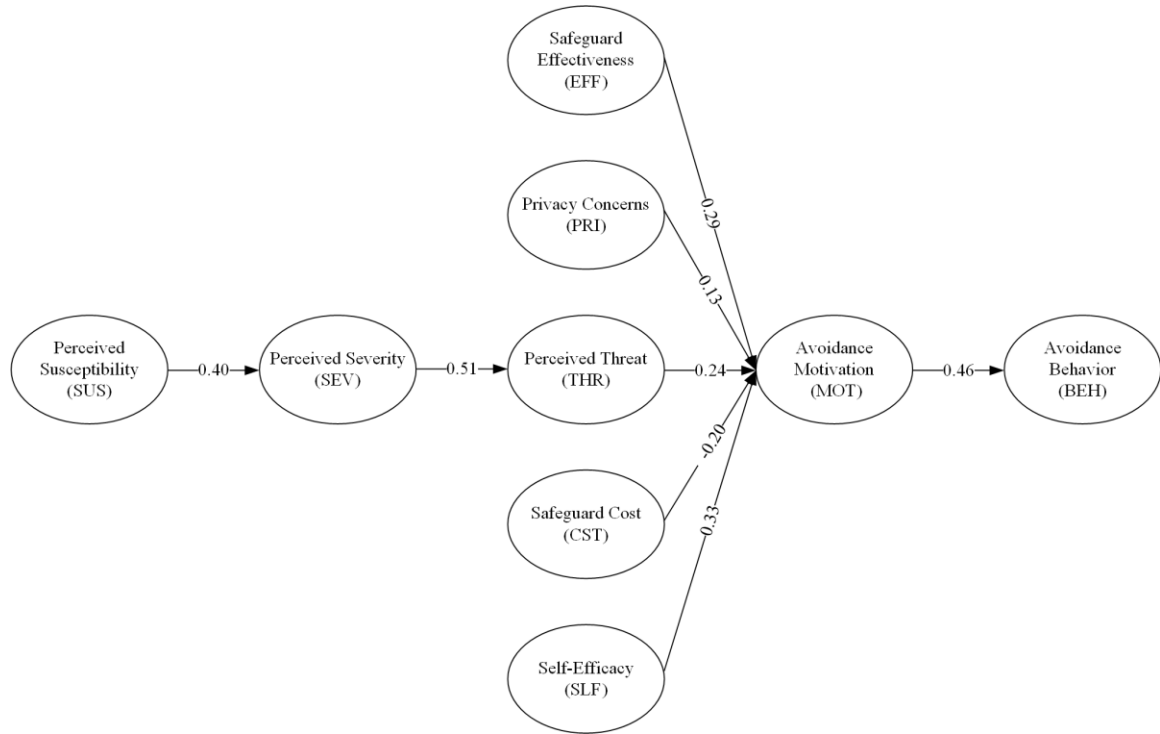 Safeguard
Effectiveness
(EFF)
Privacy Concerns
(PRI)
0.29
0.13
Perceived
Susceptibility
(SUS)
0.40
Perceived Severity
(SEV)
0.51
Perceived Threat
(THR)
0.24
Avoidance
Motivation
(MOT)
0.46
Avoidance
Behavior
(BEH)
-0.20
Safeguard Cost
(CST)
0.33
Self-Efficacy
(SLF)